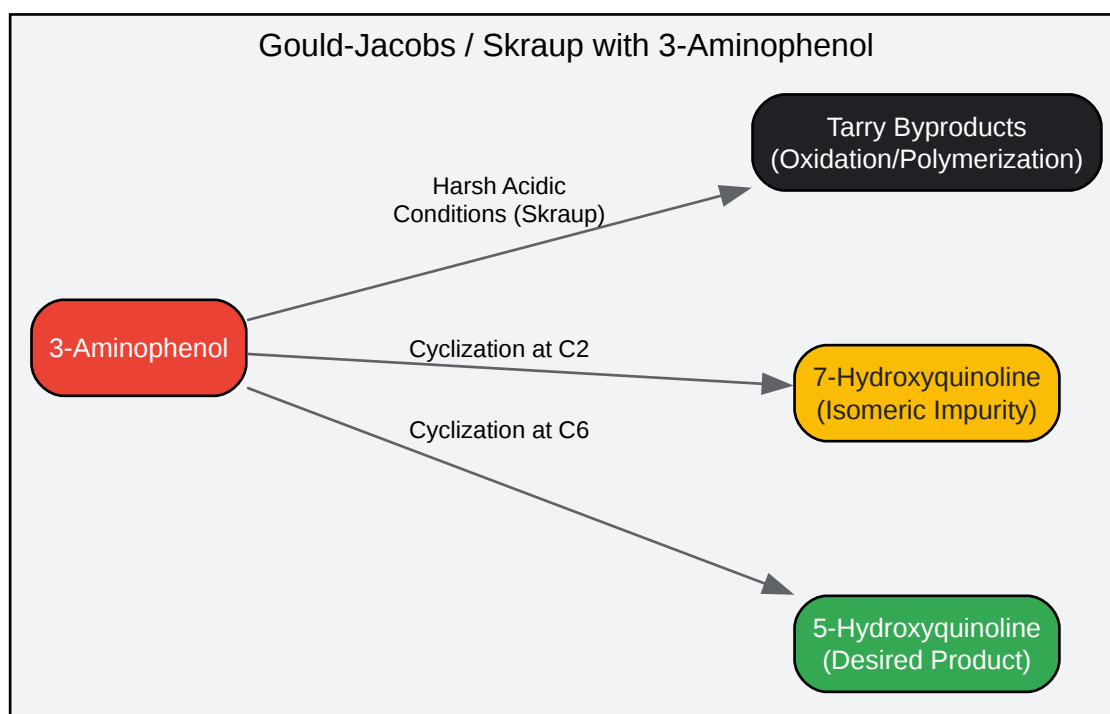 Gould-Jacobs / Skraup with 3-Aminophenol
Tarry Byproducts
(Oxidation/Polymerization)
Harsh Acidic
Conditions (Skraup)
3-Aminophenol
Cyclization at C2
7-Hydroxyquinoline
(Isomeric Impurity)
Cyclization at C6
5-Hydroxyquinoline
(Desired Product)